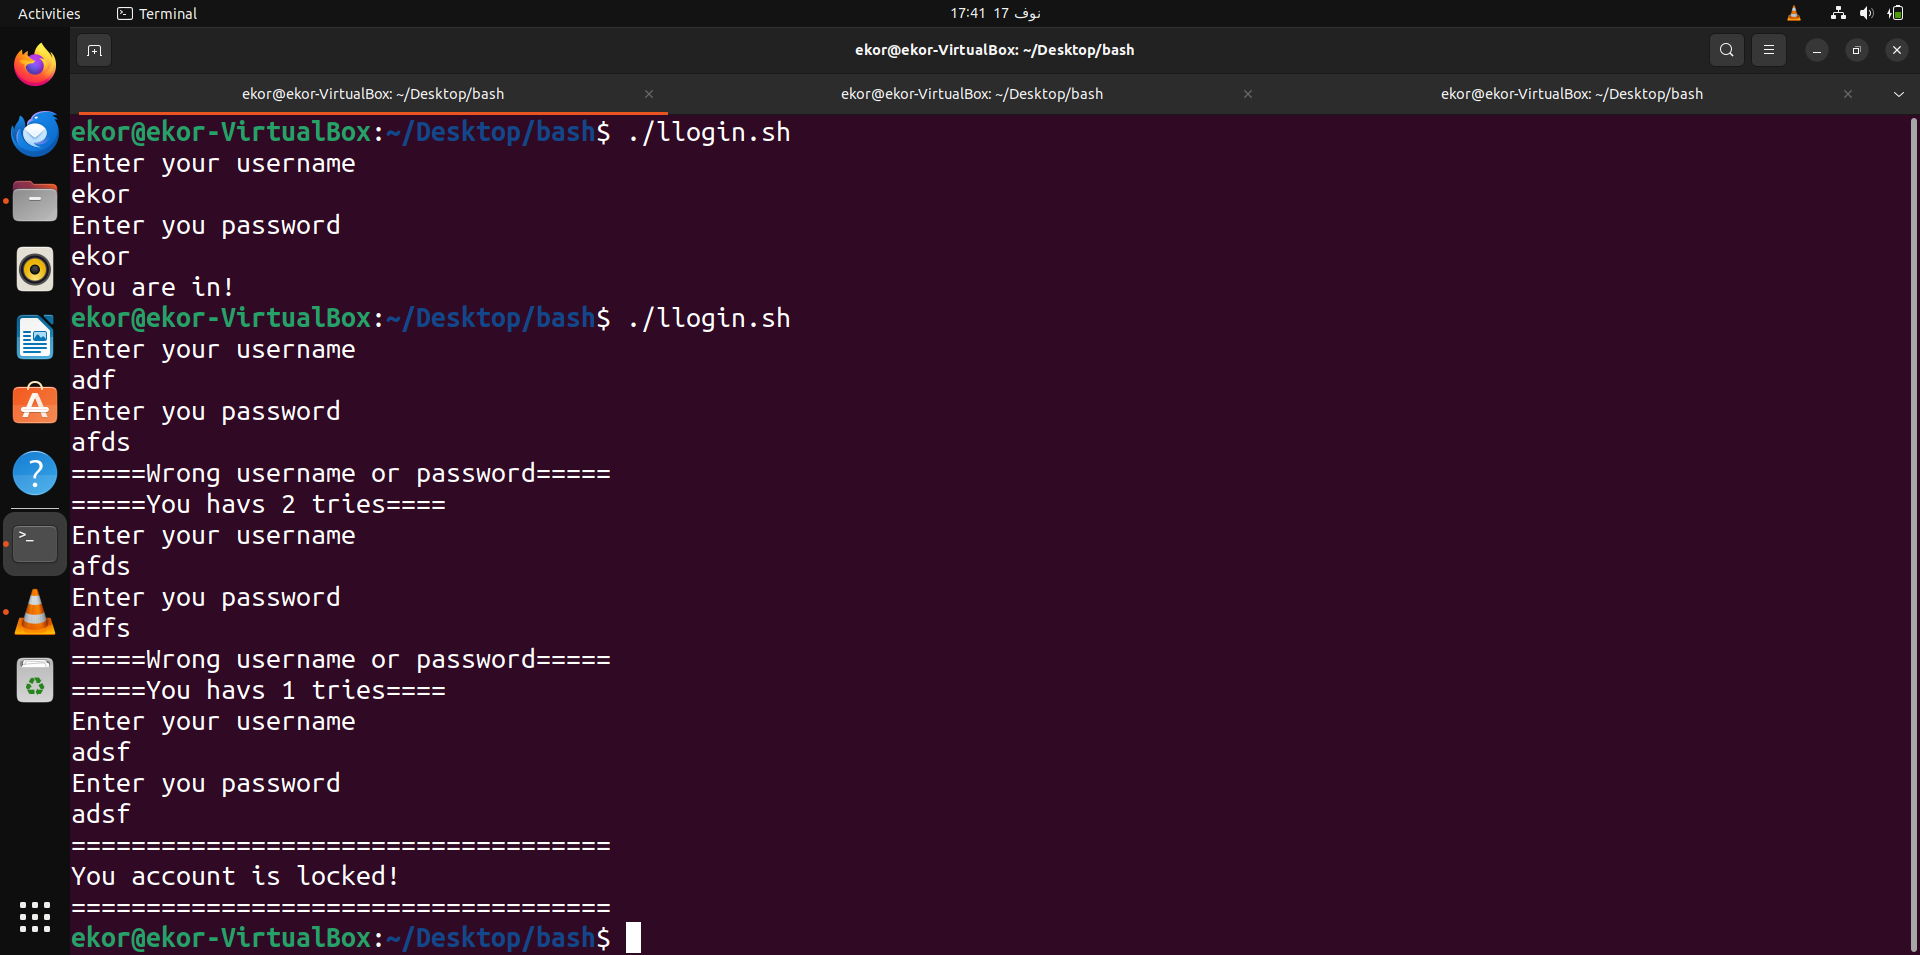 Activities
Terminal
17:41 17 نوف
ekor@ekor-VirtualBox: ~/Desktop/bash
ekor@ekor-VirtualBox: ~/Desktop/bash
ekor@ekor-VirtualBox: ~/Desktop/bash
ekor@ekor-VirtualBox: ~/Desktop/bash
ekor@ekor-VirtualBox:~/Desktop/bash$ ./llogin.sh
Enter your username
ekor
Enter you password
ekor
You are in!
ekor@ekor-VirtualBox:~/Desktop/bash$ ./llogin.sh
Enter your username
adf
Enter you password
afds
=====Wrong username or password=====
=====You havs 2 tries====
Enter your username
afds
Enter you password
adfs
=====Wrong username or password=====
=====You havs 1 tries====
Enter your username
adsf
Enter you password
adsf
====================================
You account is locked!
====================================
ekor@ekor-VirtualBox:~/Desktop/bash$